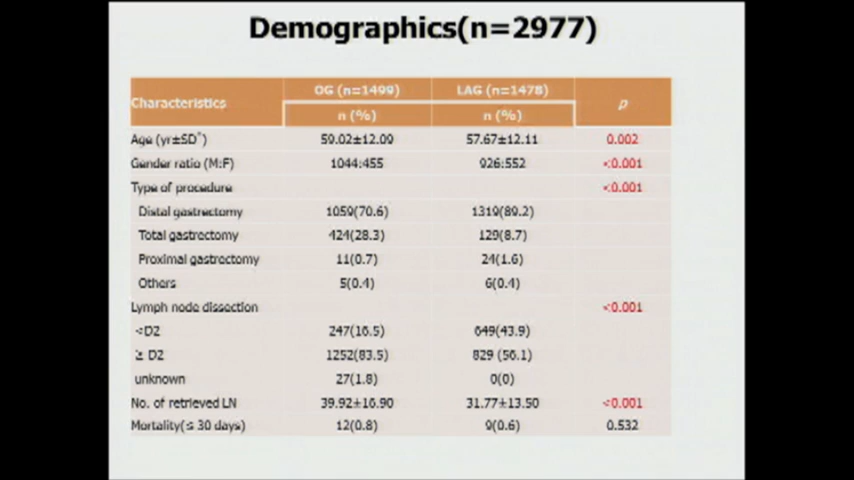 Demographics(n=2977)
Characteristics OG (n=1499) LAG (n=1478) p
n (%) n (%)
Age (yr±SD*) 59.02±12.09 57.67±12.11 0.002
Gender ratio (M:F) 1044:455 926:552 <0.001
Type of procedure <0.001
Distal gastrectomy 1059(70.6) 1319(89.2)
Total gastrectomy 424(28.3) 129(8.7)
Proximal gastrectomy 11(0.7) 24(1.6)
Others 5(0.4) 6(0.4)
Lymph node dissection <0.001
<D2 247(16.5) 649(43.9)
≥ D2 1252(83.5) 829 (56.1)
unknown 27(1.8) 0(0)
No. of retrieved LN 39.92±16.90 31.77±13.50 <0.001
Mortality(≤ 30 days) 12(0.8) 9(0.6) 0.532